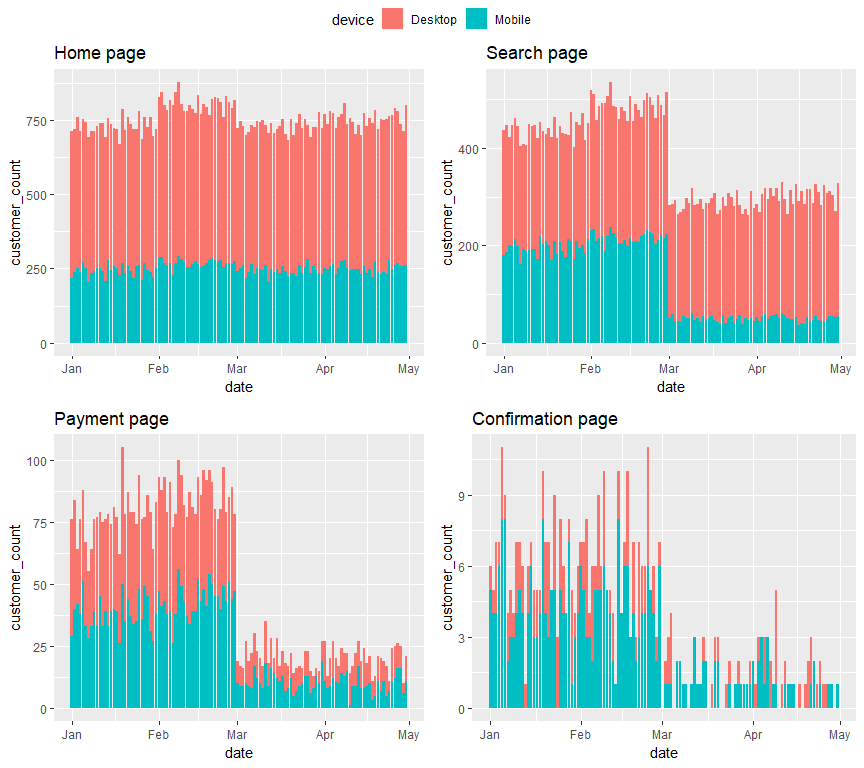 device Desktop Mobile
Home page
customer_count
750
500
250
0
Jan Feb Mar Apr May
date
Search page
customer_count
400
200
0
Jan Feb Mar Apr May
date
Payment page
customer_count
100
75
50
25
0
Jan Feb Mar Apr May
date
Confirmation page
customer_count
9
6
3
0
Jan Feb Mar Apr May
date